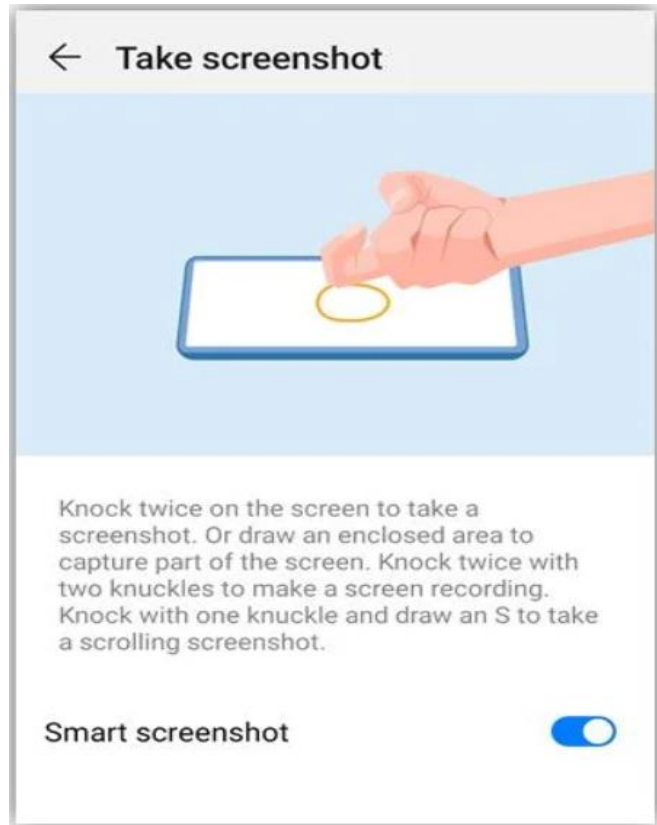 Take screenshot
Knock twice on the screen to take a
screenshot. Or draw an enclosed area to
capture part of the screen. Knock twice with
two knuckles to make a screen recording.
Knock with one knuckle and draw an S to take
a scrolling screenshot.
Smart screenshot